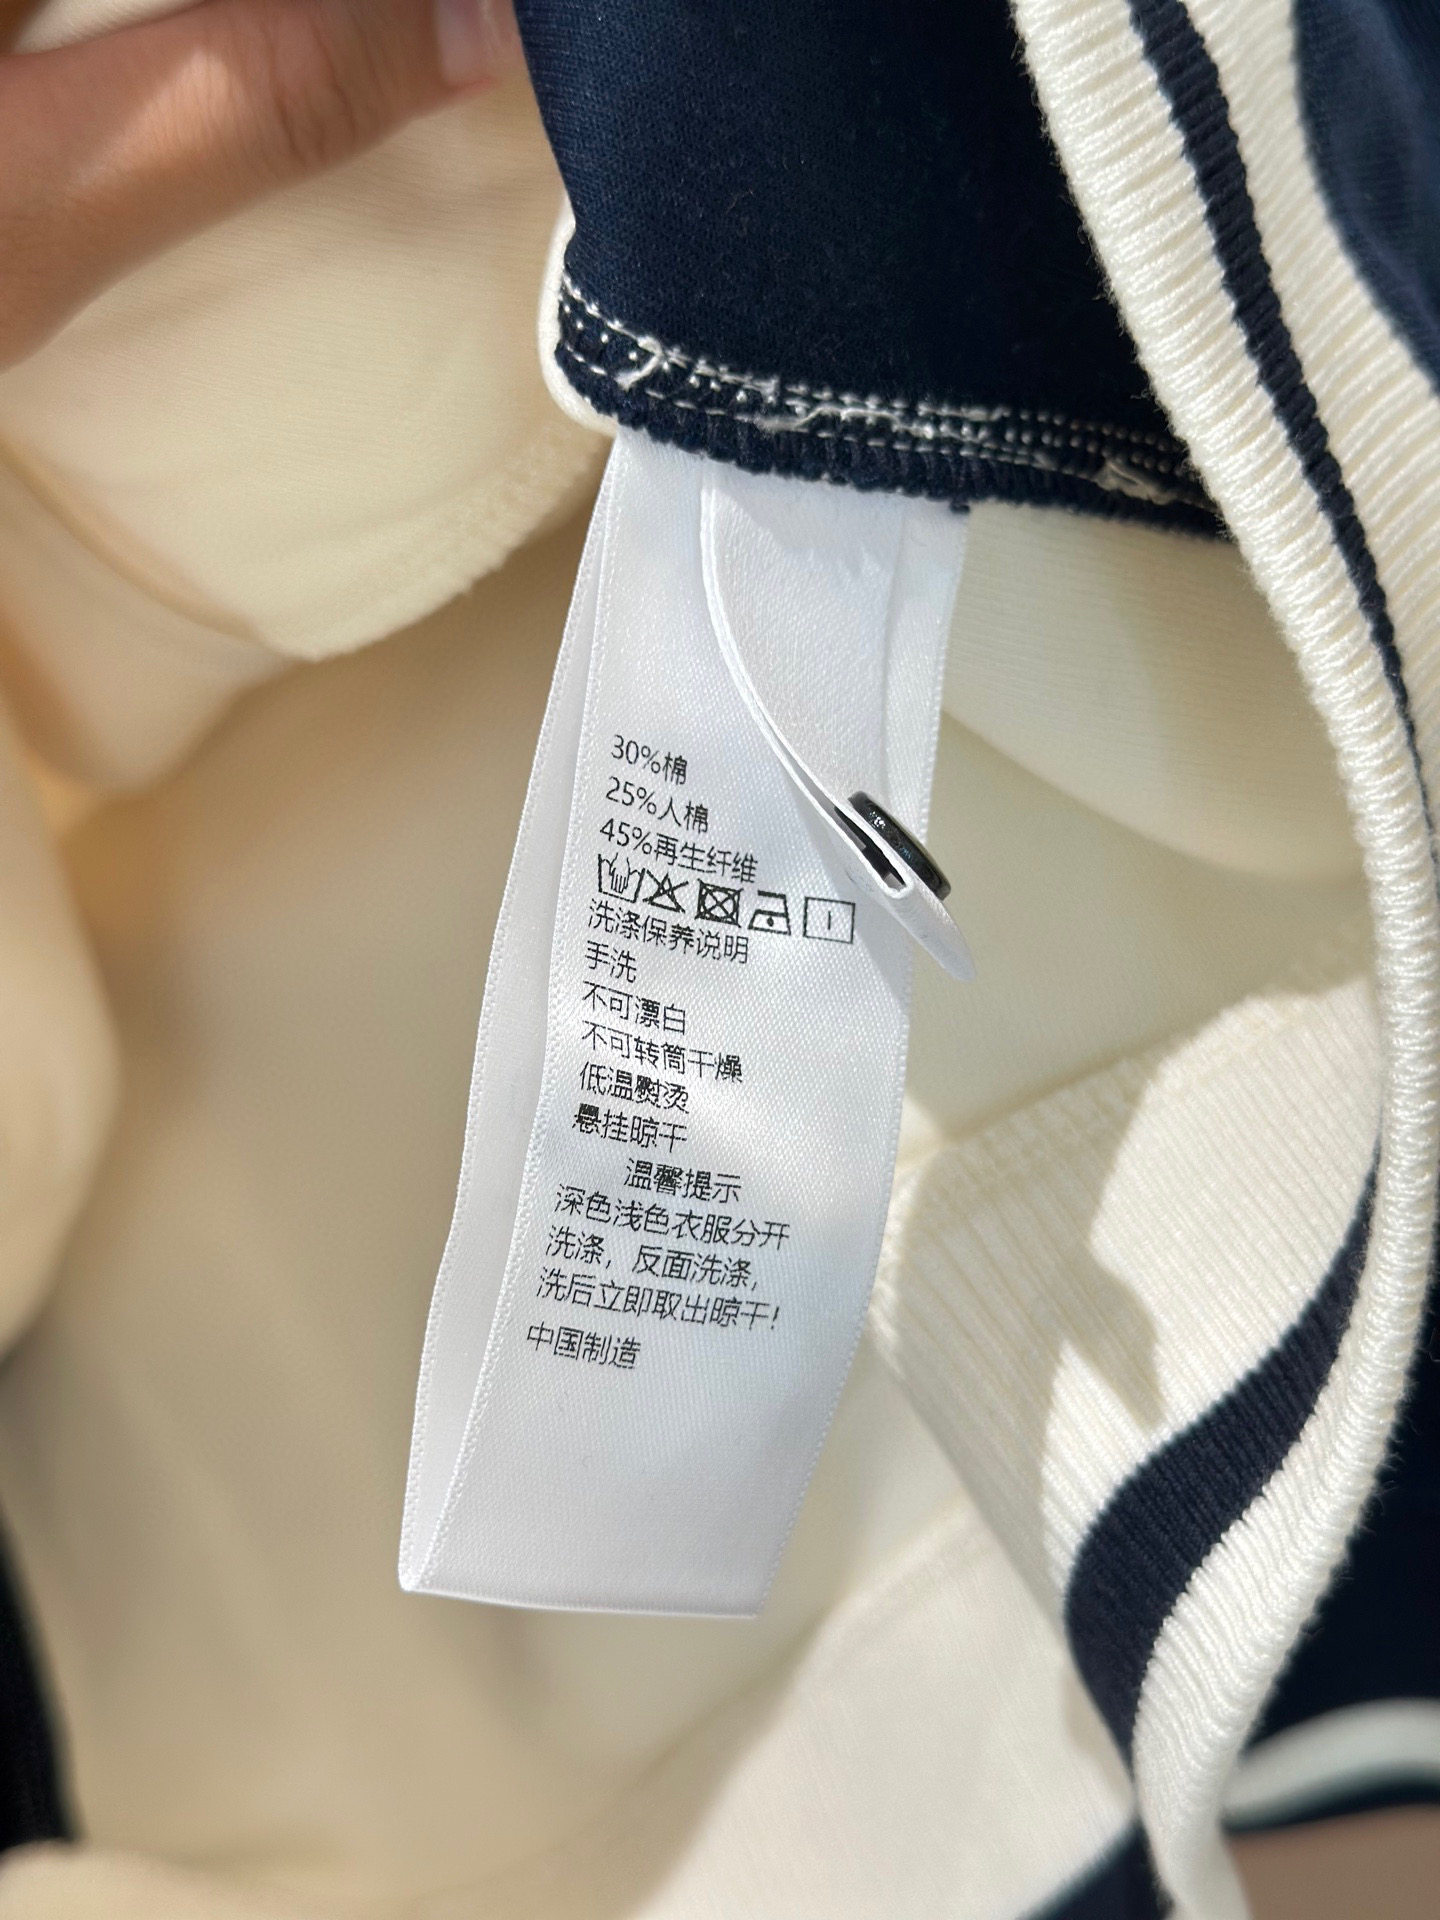 30%棉
25%人棉
45%再生纤维
洗涤保养说明
手洗
不可漂白
不可转筒干燥
低温熨烫
悬挂晾干
温馨提示
深色浅色衣服分开
洗涤，反面洗涤，
洗后立即取出晾干!
中国制造